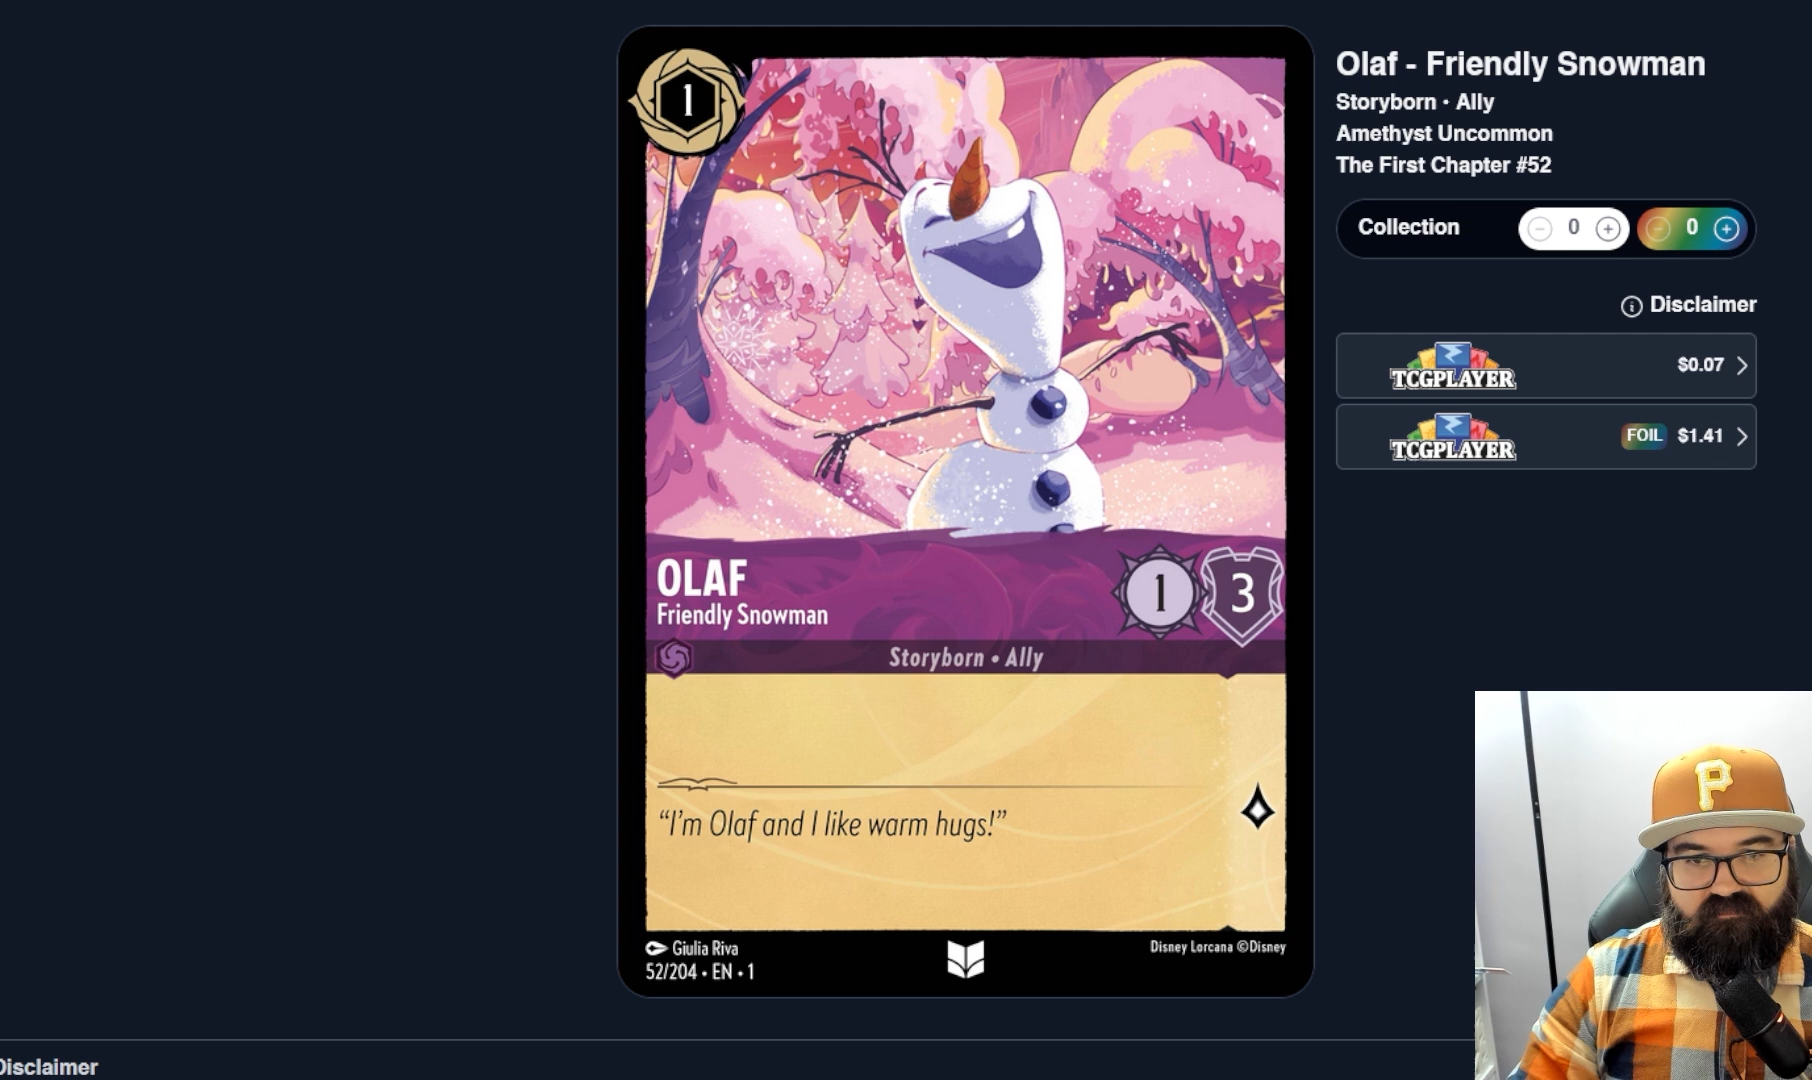 1
OLAF
Friendly Snowman
1
3
Storyborn • Ally
“I’m Olaf and I like warm hugs!”
Giulia Riva
52/204 • EN • 1
Disney Lorcana ©Disney
Olaf - Friendly Snowman
Storyborn • Ally
Amethyst Uncommon
The First Chapter #52
Collection
0
0
Disclaimer
TCGPLAYER
$0.07
TCGPLAYER
FOIL $1.41
P
Disclaimer